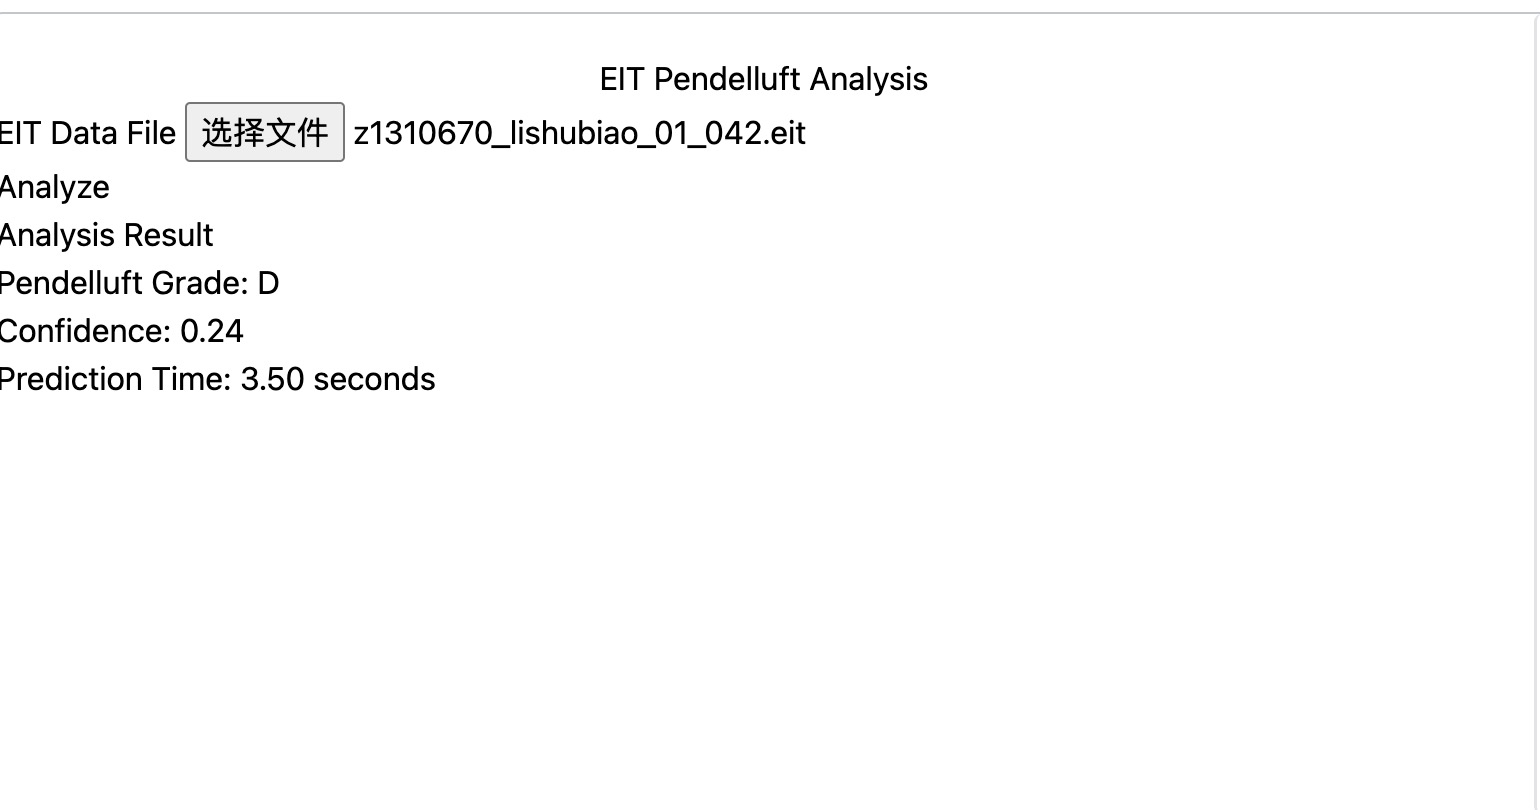 EIT Pendelluft Analysis
EIT Data File 选择文件 z1310670_lishubiao_01_042.eit
Analyze
Analysis Result
Pendelluft Grade: D
Confidence: 0.24
Prediction Time: 3.50 seconds